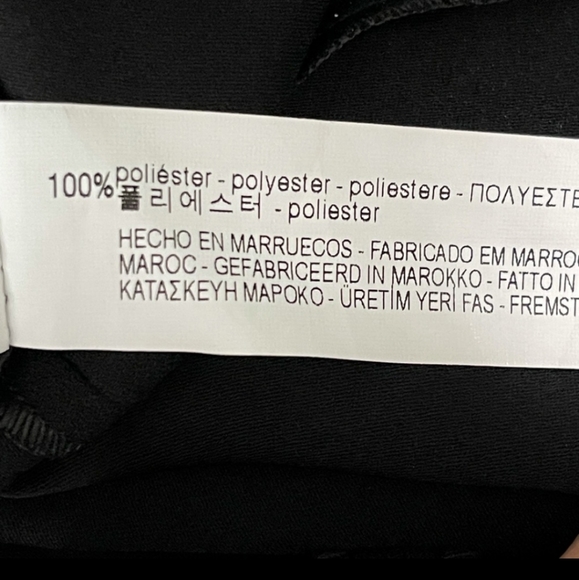 100% poliéster - polyester - poliestere - ΠΟΛΥΕΣΤΕ
폴리에스터 - poliester
HECHO EN MARRUECOS - FABRICADO EM MARRO
MAROC - GEFABRICEERD IN MAROKKO - FATTO IN
ΚΑΤΑΣΚΕΥΗ ΜΑΡΟΚΟ - ÜRETİM YERİ FAS - FREMST